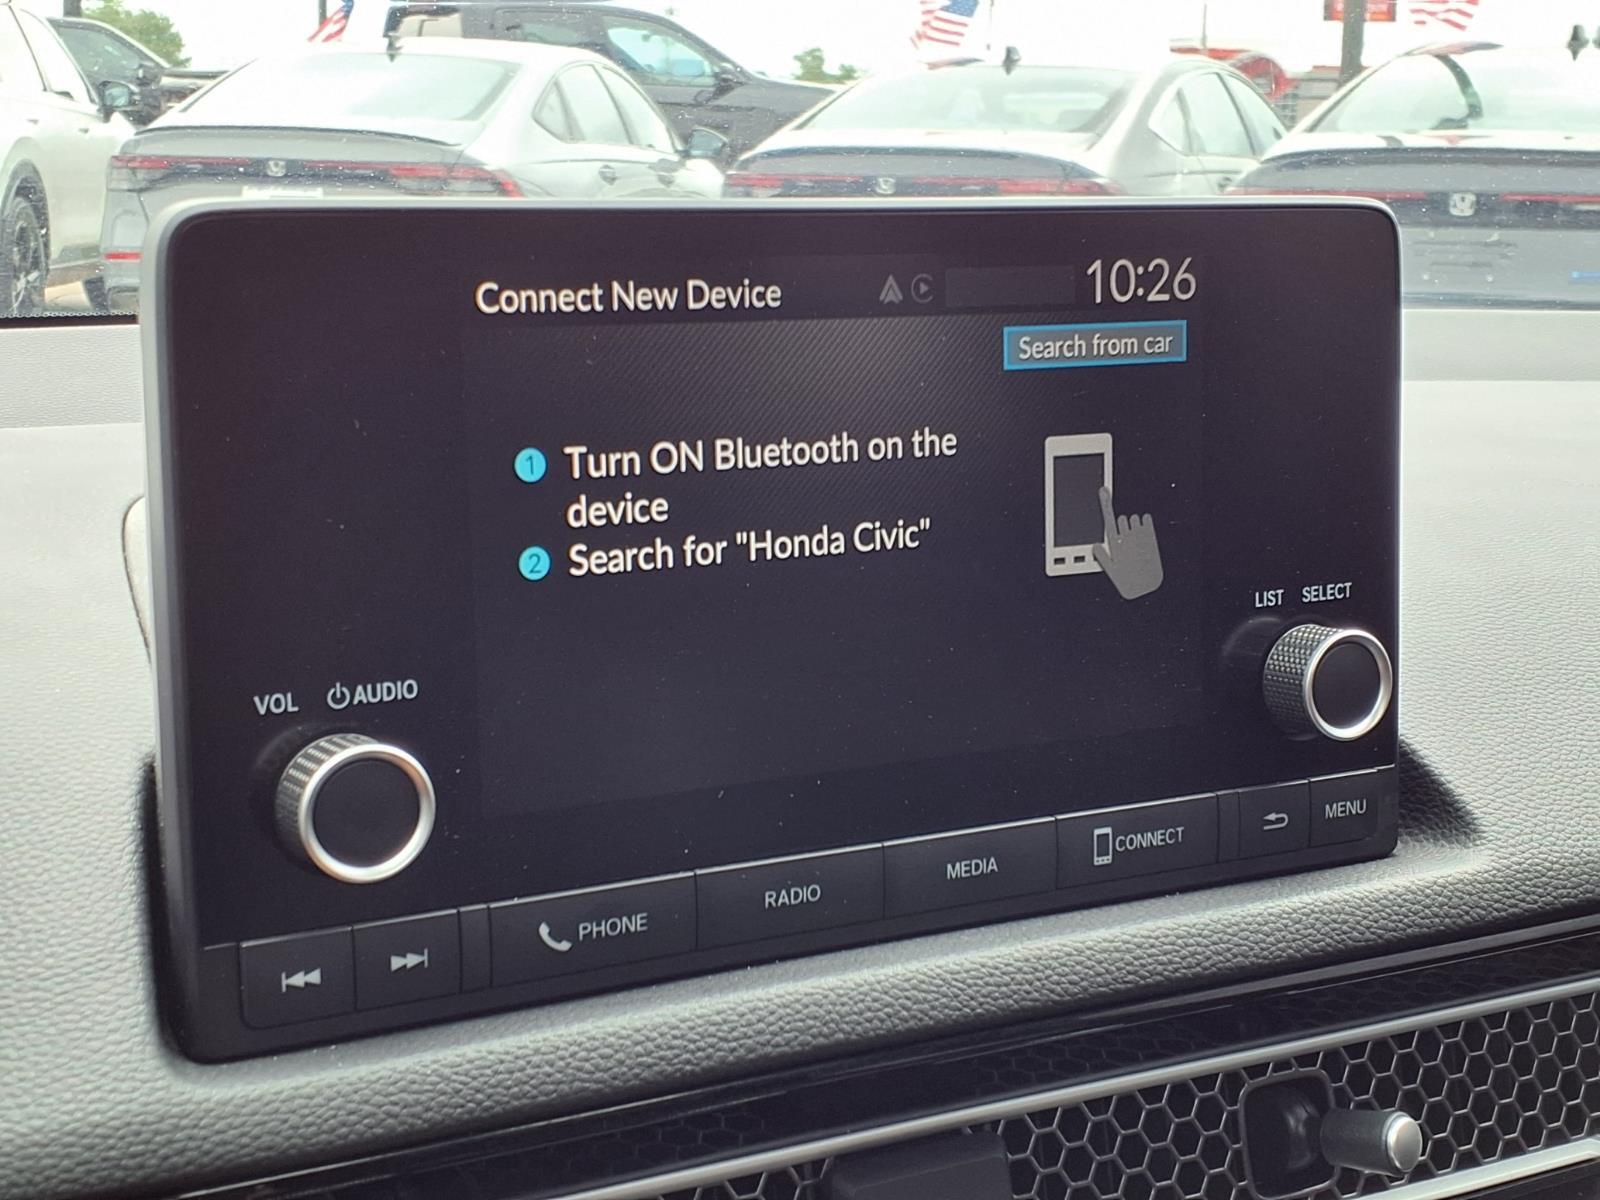 Connect New Device
10:26
Search from car
1 Turn ON Bluetooth on the
device
2 Search for "Honda Civic"
LIST SELECT
VOL AUDIO
PHONE
RADIO
MEDIA
CONNECT
MENU